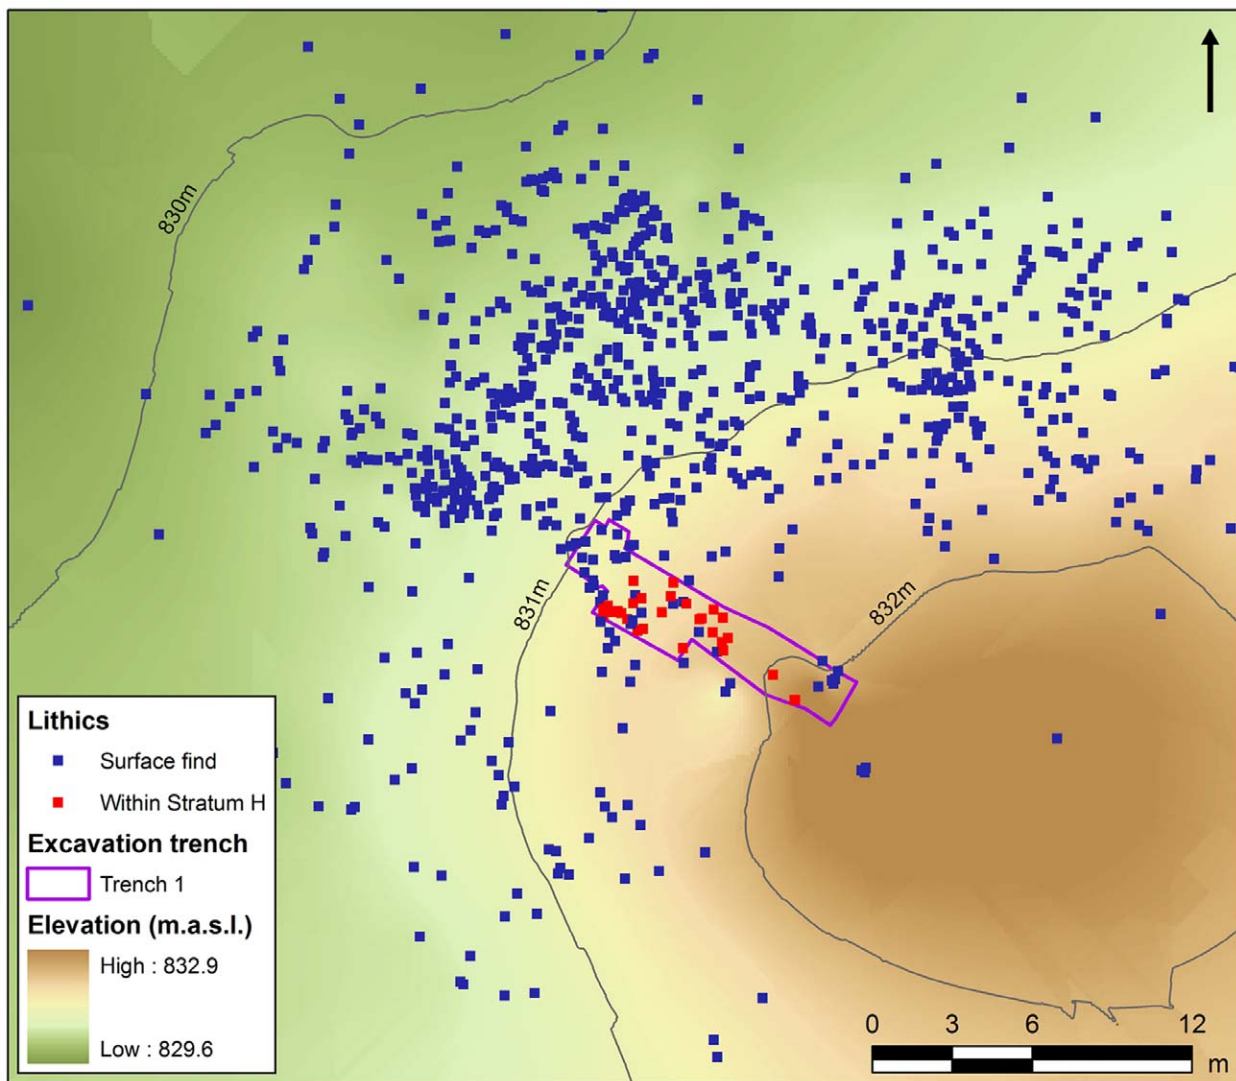 830m
831m
832m
Lithics
Surface find
Within Stratum H
Excavation trench
Trench 1
Elevation (m.a.s.l.)
High : 832.9
Low : 829.6
0 3 6 12
m